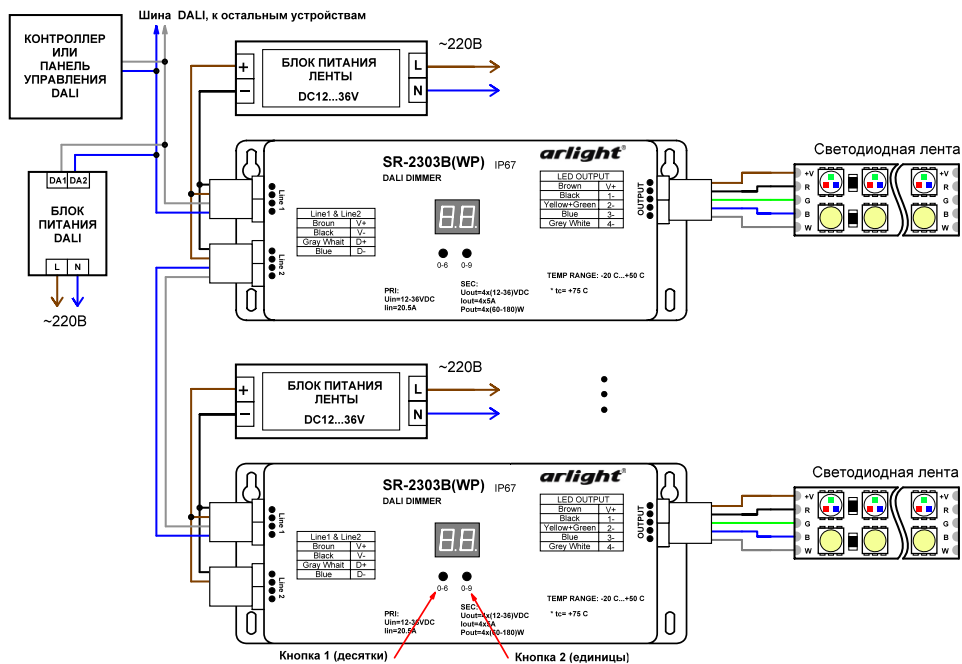 Шина DALI, к остальным устройствам
КОНТРОЛЛЕР
ИЛИ
ПАНЕЛЬ
УПРАВЛЕНИЯ
DALI
+
−
БЛОК ПИТАНИЯ
ЛЕНТЫ
DC12...36V
L
N
~220В
DA1 DA2
БЛОК
ПИТАНИЯ
DALI
L N
~220В
SR-2303B(WP) IP67
DALI DIMMER
arlight®
Line 1
Line 2
Line1 & Line2
Broun V+
Black V-
Gray Whait D+
Blue D-
8.8.
0-6 0-9
LED OUTPUT
Brown V+
Black 1-
Yellow+Green 2-
Blue 3-
Grey White 4-
OUTPUT
PRI:
Uin=12-36VDC
Iin=20.5A
SEC:
Uout=4x(12-36)VDC
Iout=4x5A
Pout=4x(60-180)W
TEMP RANGE: -20 C...+50 C
* tc= +75 C
Светодиодная лента
+V +V
R R
G G
B B
W W
+
−
БЛОК ПИТАНИЯ
ЛЕНТЫ
DC12...36V
L
N
~220В
SR-2303B(WP) IP67
DALI DIMMER
arlight®
Line 1
Line 2
Line1 & Line2
Broun V+
Black V-
Gray Whait D+
Blue D-
8.8.
0-6 0-9
LED OUTPUT
Brown V+
Black 1-
Yellow+Green 2-
Blue 3-
Grey White 4-
OUTPUT
PRI:
Uin=12-36VDC
Iin=20.5A
SEC:
Uout=4x(12-36)VDC
Iout=4x5A
Pout=4x(60-180)W
TEMP RANGE: -20 C...+50 C
* tc= +75 C
Светодиодная лента
+V +V
R R
G G
B B
W W
Кнопка 1 (десятки)
Кнопка 2 (единицы)